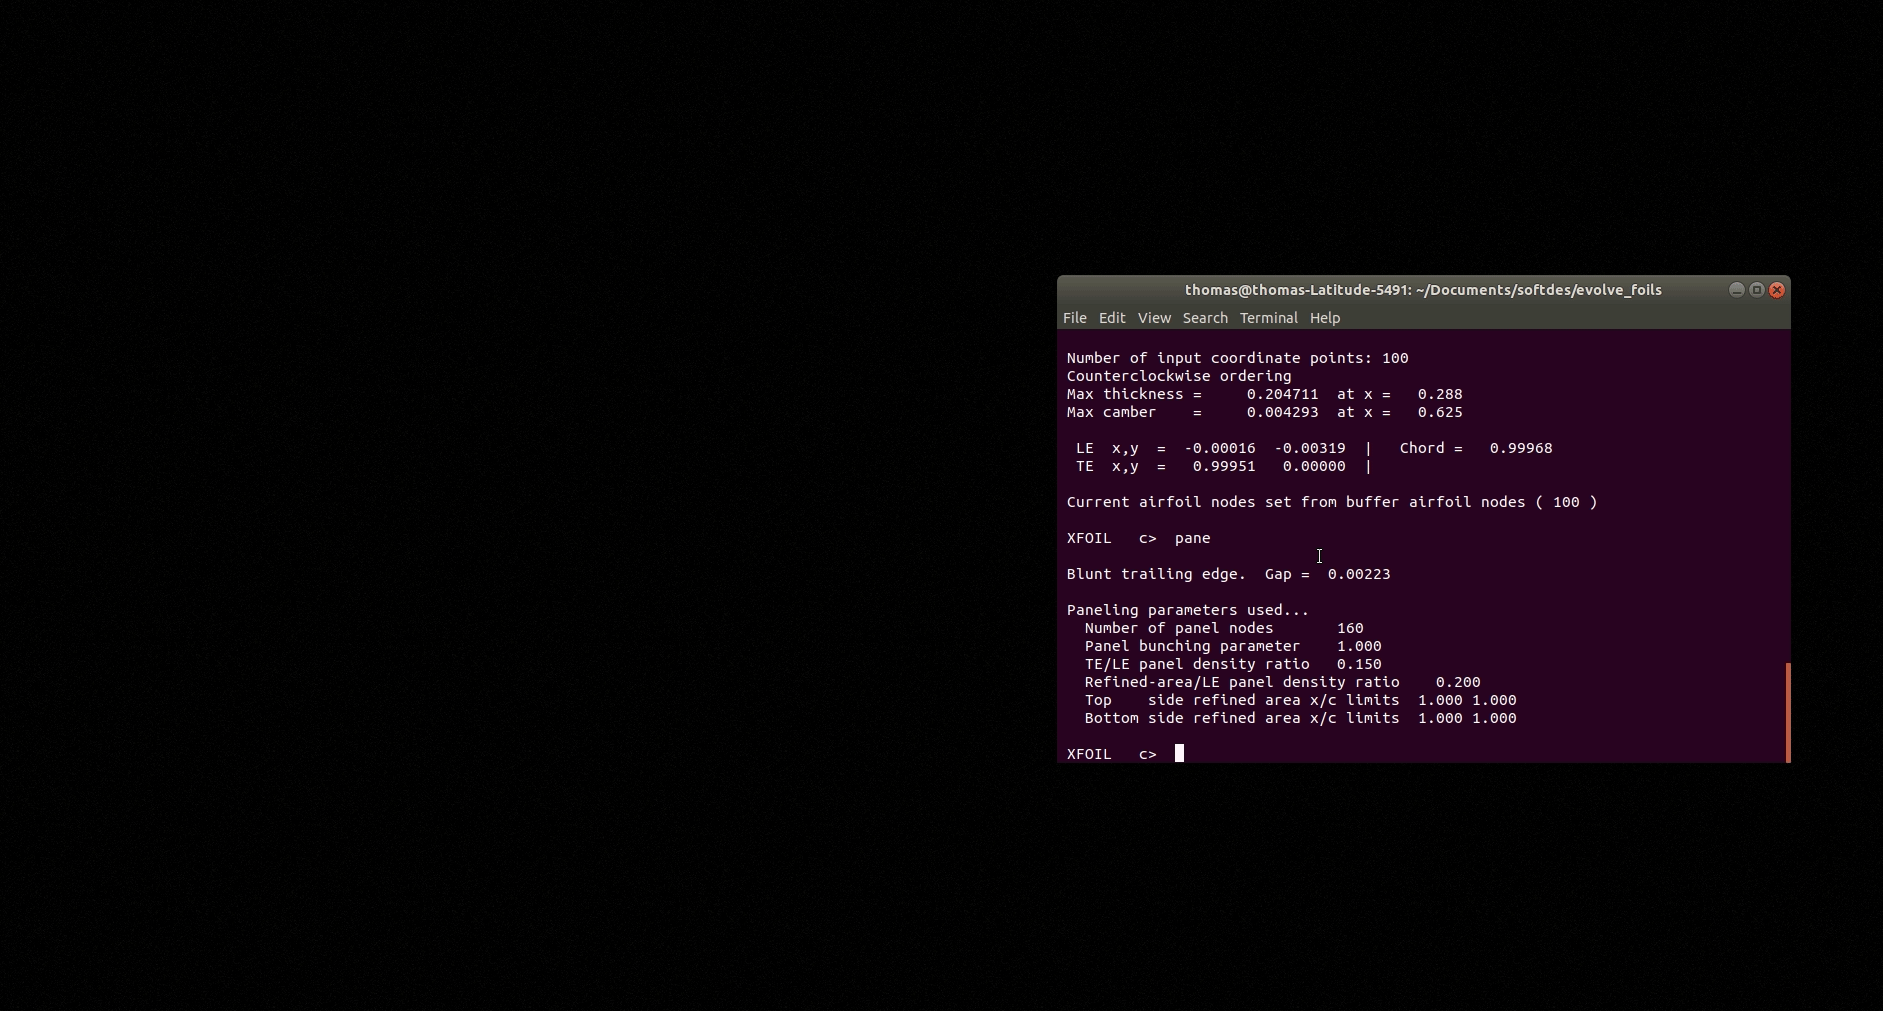 thomas@thomas-Latitude-5491: ~/Documents/softdes/evolve_foils
File Edit View Search Terminal Help
Number of input coordinate points: 100
Counterclockwise ordering
Max thickness =     0.204711  at x =   0.288
Max camber    =     0.004293  at x =   0.625
LE  x,y  =  -0.00016  -0.00319  |   Chord =   0.99968
TE  x,y  =   0.99951   0.00000  |
Current airfoil nodes set from buffer airfoil nodes ( 100 )
XFOIL   c>  pane
Blunt trailing edge.  Gap =  0.00223
Paneling parameters used...
Number of panel nodes       160
Panel bunching parameter    1.000
TE/LE panel density ratio   0.150
Refined-area/LE panel density ratio    0.200
Top    side refined area x/c limits  1.000 1.000
Bottom side refined area x/c limits  1.000 1.000
XFOIL   c>